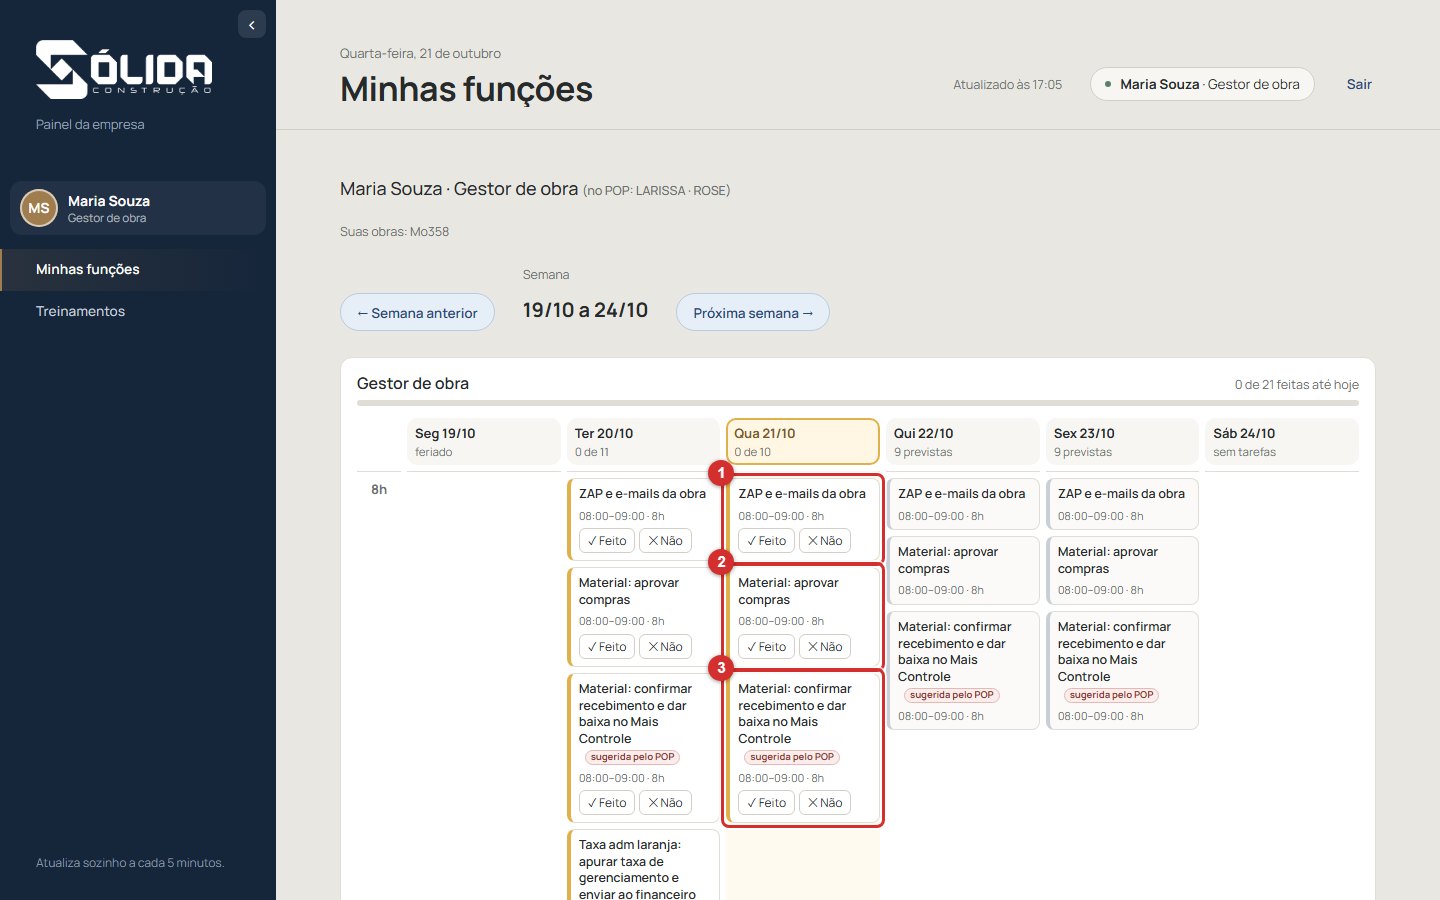 SÓLIDA
CONSTRUÇÃO
Painel da empresa
MS
Maria Souza
Gestor de obra
Minhas funções
Treinamentos
Atualiza sozinho a cada 5 minutos.
Quarta-feira, 21 de outubro
Minhas funções
Atualizado às 17:05
Maria Souza · Gestor de obra
Sair
Maria Souza · Gestor de obra (no POP: LARISSA · ROSE)
Suas obras: Mo358
← Semana anterior
Semana
19/10 a 24/10
Próxima semana →
Gestor de obra
0 de 21 feitas até hoje
Seg 19/10
feriado
Ter 20/10
0 de 11
Qua 21/10
0 de 10
Qui 22/10
9 previstas
Sex 23/10
9 previstas
Sáb 24/10
sem tarefas
8h
ZAP e e-mails da obra
08:00–09:00 · 8h
✓ Feito
✕ Não
Material: aprovar
compras
08:00–09:00 · 8h
✓ Feito
✕ Não
Material: confirmar
recebimento e dar
baixa no Mais
Controle
sugerida pelo POP
08:00–09:00 · 8h
✓ Feito
✕ Não
Taxa adm laranja:
apurar taxa de
gerenciamento e
enviar ao financeiro
1
ZAP e e-mails da obra
08:00–09:00 · 8h
✓ Feito
✕ Não
2
Material: aprovar
compras
08:00–09:00 · 8h
✓ Feito
✕ Não
3
Material: confirmar
recebimento e dar
baixa no Mais
Controle
sugerida pelo POP
08:00–09:00 · 8h
✓ Feito
✕ Não
ZAP e e-mails da obra
08:00–09:00 · 8h
Material: aprovar
compras
08:00–09:00 · 8h
Material: confirmar
recebimento e dar
baixa no Mais
Controle
sugerida pelo POP
08:00–09:00 · 8h
ZAP e e-mails da obra
08:00–09:00 · 8h
Material: aprovar
compras
08:00–09:00 · 8h
Material: confirmar
recebimento e dar
baixa no Mais
Controle
sugerida pelo POP
08:00–09:00 · 8h